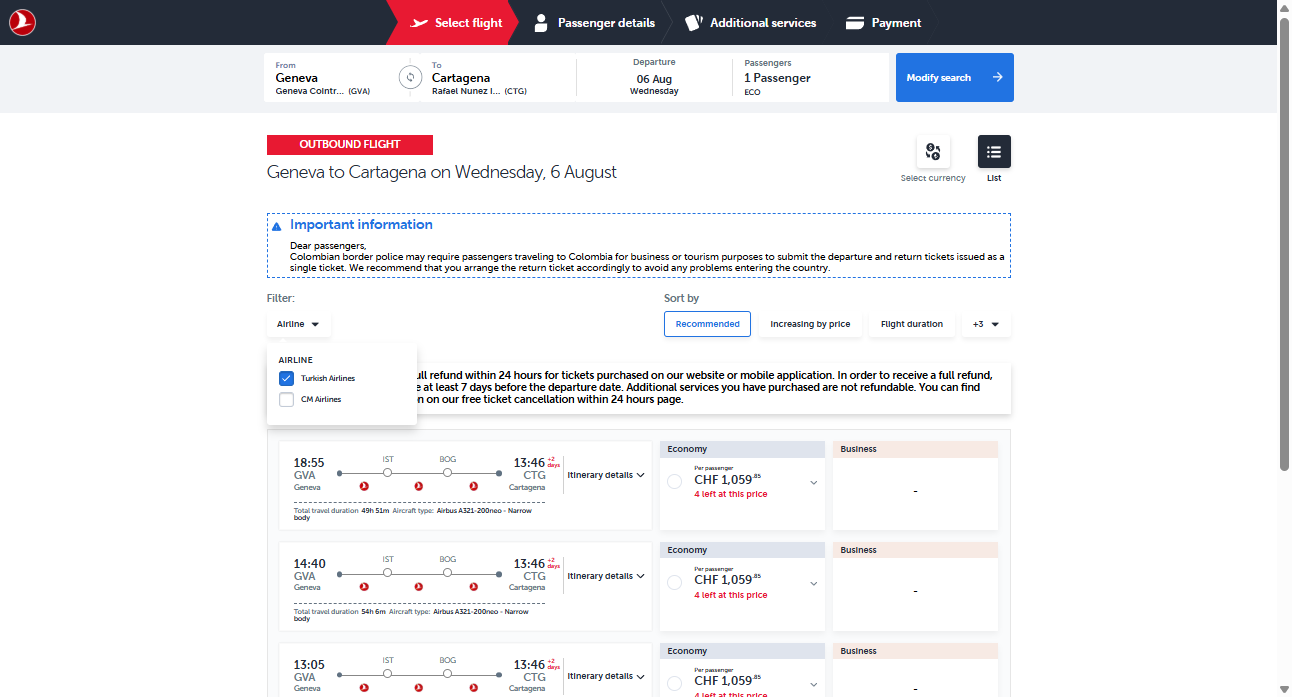 Select flight
Passenger details
Additional services
Payment
From
Geneva
Geneva Cointr... (GVA)
To
Cartagena
Rafael Nunez I... (CTG)
Departure
06 Aug
Wednesday
Passengers
1 Passenger
ECO
Modify search
OUTBOUND FLIGHT
Geneva to Cartagena on Wednesday, 6 August
Select currency
List
Important information
Dear passengers,
Colombian border police may require passengers traveling to Colombia for business or tourism purposes to submit the departure and return tickets issued as a
single ticket. We recommend that you arrange the return ticket accordingly to avoid any problems entering the country.
Filter:
Airline
Sort by
Recommended
Increasing by price
Flight duration
+3
AIRLINE
Turkish Airlines
CM Airlines
ll refund within 24 hours for tickets purchased on our website or mobile application. In order to receive a full refund,
e at least 7 days before the departure date. Additional services you have purchased are not refundable. You can find
n on our free ticket cancellation within 24 hours page.
18:55
GVA
Geneva
IST
BOG
13:46 +2 days
CTG
Cartagena
Itinerary details
Total travel duration 49h 51m Aircraft type: Airbus A321-200neo - Narrow
body
Economy
Per passenger
CHF 1,059.85
4 left at this price
Business
-
14:40
GVA
Geneva
IST
BOG
13:46 +2 days
CTG
Cartagena
Itinerary details
Total travel duration 54h 6m Aircraft type: Airbus A321-200neo - Narrow
body
Economy
Per passenger
CHF 1,059.85
4 left at this price
Business
-
13:05
GVA
Geneva
IST
BOG
13:46 +2 days
CTG
Cartagena
Itinerary details
Economy
Per passenger
CHF 1,059.85
4 left at this price
Business
-